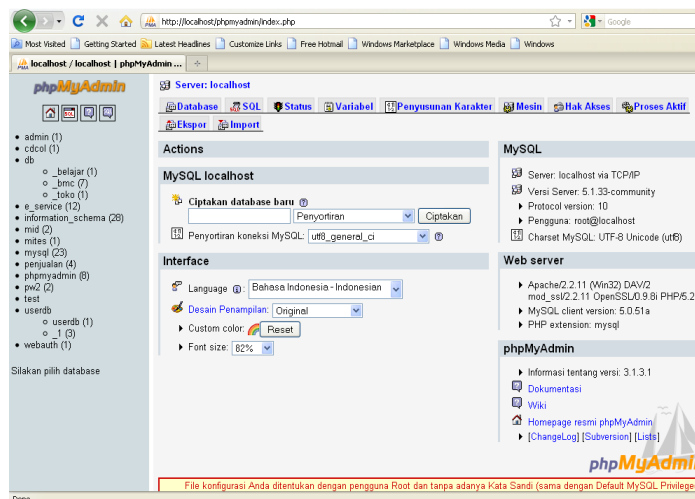 http://localhost/phpmyadmin/index.php
Google
Most Visited Getting Started Latest Headlines Customize Links Free Hotmail Windows Marketplace Windows Media Windows
localhost / localhost | phpMyAdmin ...
phpMyAdmin
SQL
admin (1)
cdcol (1)
db
_belajar (1)
_bmc (7)
_toko (1)
e_service (12)
information_schema (28)
mid (2)
mites (1)
mysql (23)
penjualan (4)
phpmyadmin (8)
pw2 (2)
test
userdb
userdb (1)
_1 (3)
webauth (1)
Silakan pilih database
Server: localhost
Database SQL Status Variabel Penyusunan Karakter Mesin Hak Akses Proses Aktif
Ekspor Import
Actions
MySQL localhost
Ciptakan database baru
Penyortiran Ciptakan
Penyortiran koneksi MySQL: utf8_general_ci
Interface
Language : Bahasa Indonesia - Indonesian
Desain Penampilan: Original
Custom color: Reset
Font size: 82%
MySQL
Server: localhost via TCP/IP
Versi Server: 5.1.33-community
Protocol version: 10
Pengguna: root@localhost
Charset MySQL: UTF-8 Unicode (utf8)
Web server
Apache/2.2.11 (Win32) DAV/2
mod_ssl/2.2.11 OpenSSL/0.9.8i PHP/5.2
MySQL client version: 5.0.51a
PHP extension: mysql
phpMyAdmin
Informasi tentang versi: 3.1.3.1
Dokumentasi
Wiki
Homepage resmi phpMyAdmin
[ChangeLog] [Subversion] [Lists]
phpMyAdmi
File konfigurasi Anda ditentukan dengan pengguna Root dan tanpa adanya Kata Sandi (sama dengan Default MySQL Privilege